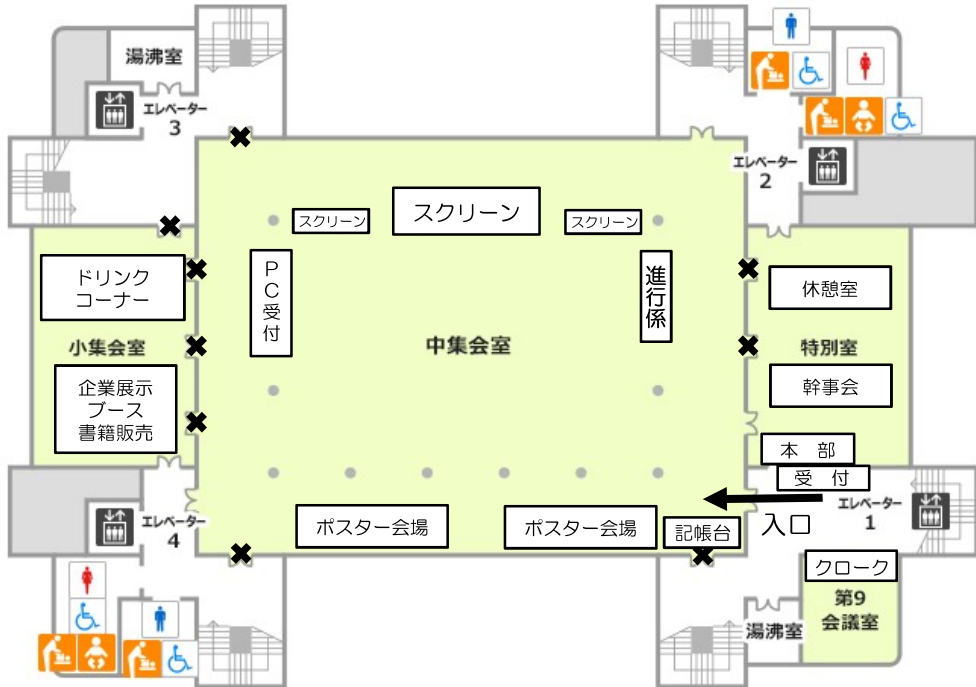 湯沸室
エレベーター
3
エレベーター
2
スクリーン
スクリーン
スクリーン
ドリンク
コーナー
PC受付
進行係
休憩室
小集会室
中集会室
特別室
企業展示
ブース
書籍販売
幹事会
本 部
受 付
エレベーター
4
ポスター会場
ポスター会場
記帳台
入口
エレベーター
1
クローク
第9
会議室
湯沸室